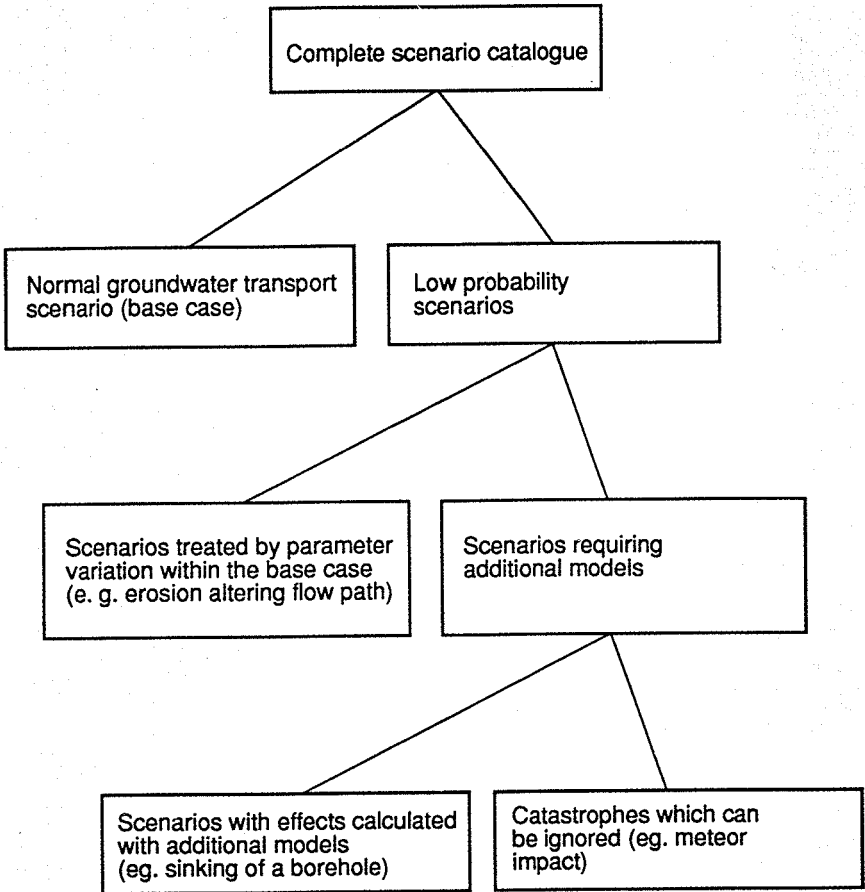 Complete scenario catalogue
Normal groundwater transport
scenario (base case)
Low probability
scenarios
Scenarios treated by parameter
variation within the base case
(e. g. erosion altering flow path)
Scenarios requiring
additional models
Scenarios with effects calculated
with additional models
(eg. sinking of a borehole)
Catastrophes which can
be ignored (eg. meteor
impact)